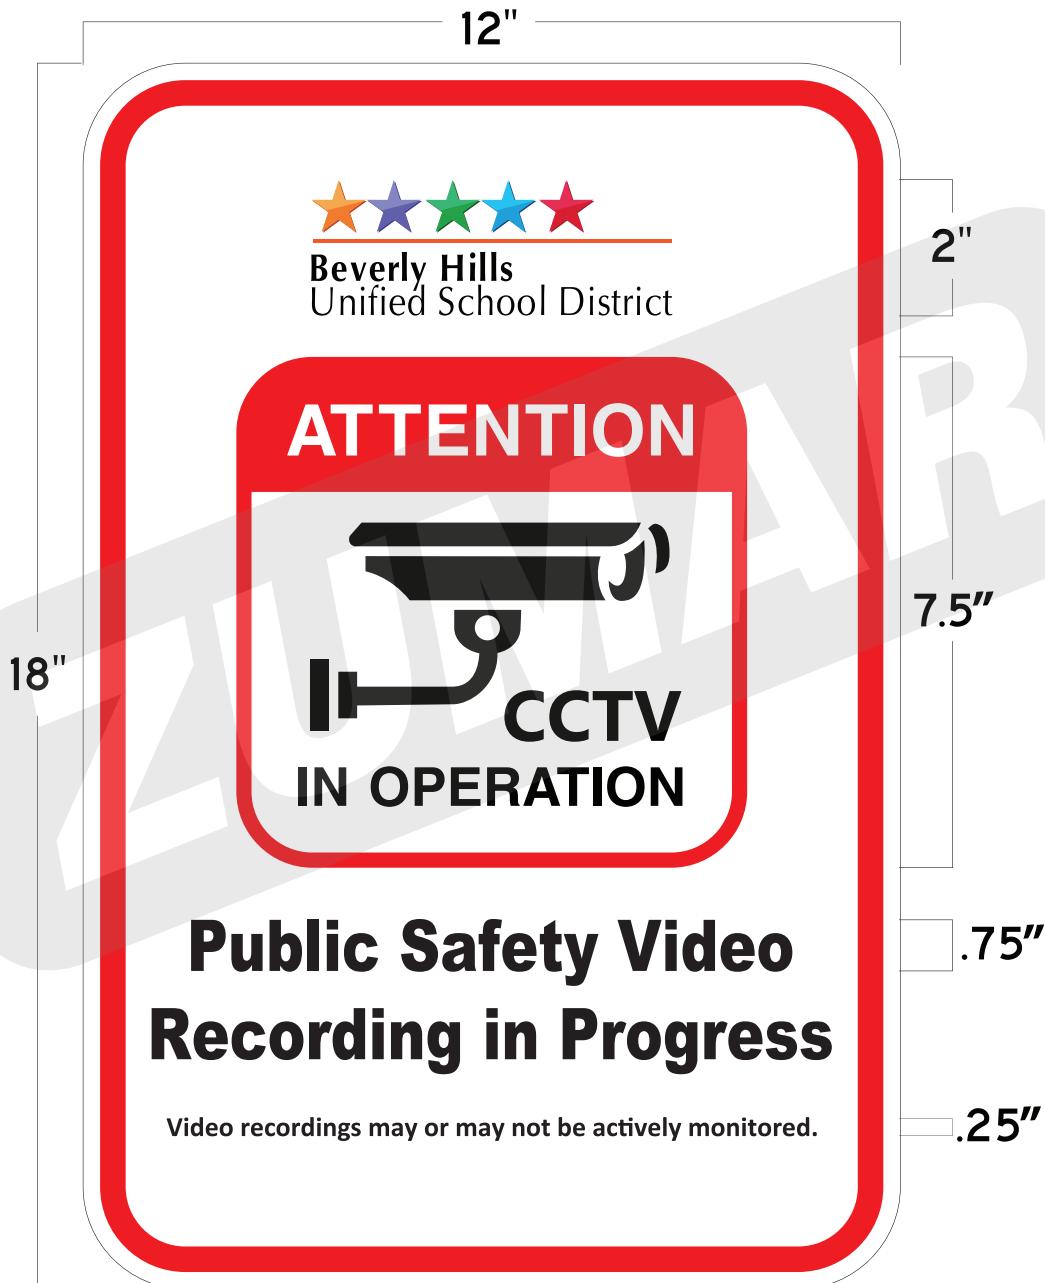 12"
Beverly Hills
Unified School District
2"
ATTENTION
7.5"
18"
CCTV
IN OPERATION
Public Safety Video
.75"
Recording in Progress
Video recordings may or may not be actively monitored.
.25"
ZUMAR